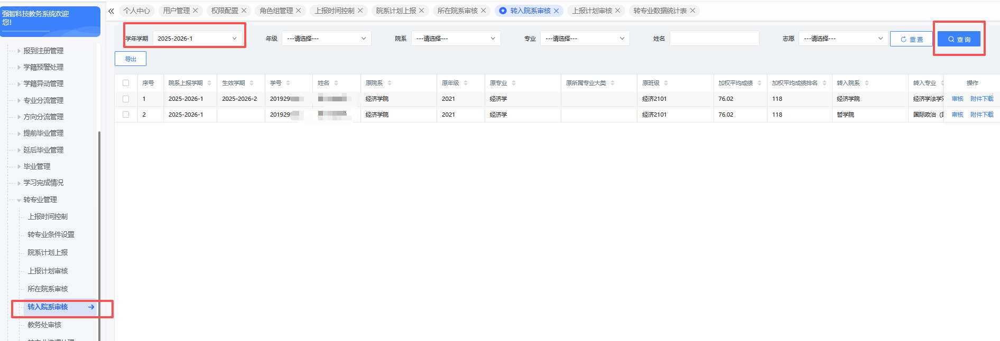 强智科技教务系统欢迎
您!
个人中心 用户管理 权限配置 角色组管理 上报时间控制 院系计划上报 所在院系审核 转入院系审核 上报计划审核 转专业数据统计表
学年学期 2025-2026-1 年级 ---请选择--- 院系 ---请选择--- 专业 ---请选择--- 姓名 志愿 ---请选择--- 重置 查询
导出
序号 院系上报学期 生效学期 学号 姓名 原院系 原年级 原专业 原所属专业大类 原班级 加权平均成绩 加权平均成绩排名 转入院系 转入专业 操作
1 2025-2026-1 2025-2026-2 201929 经济学院 2021 经济学 经济2101 76.02 118 经济学院 经济学法学 审核 附件下载
2 2025-2026-1 20192 经济学院 2021 经济学 经济2101 76.02 118 哲学院 国际政治 审核 附件下载
报到注册管理
学籍预警处理
学籍异动管理
专业分流管理
方向分流管理
提前毕业管理
延后毕业管理
毕业管理
学习完成情况
转专业管理
上报时间控制
转专业条件设置
院系计划上报
上报计划审核
所在院系审核
转入院系审核
教务处审核